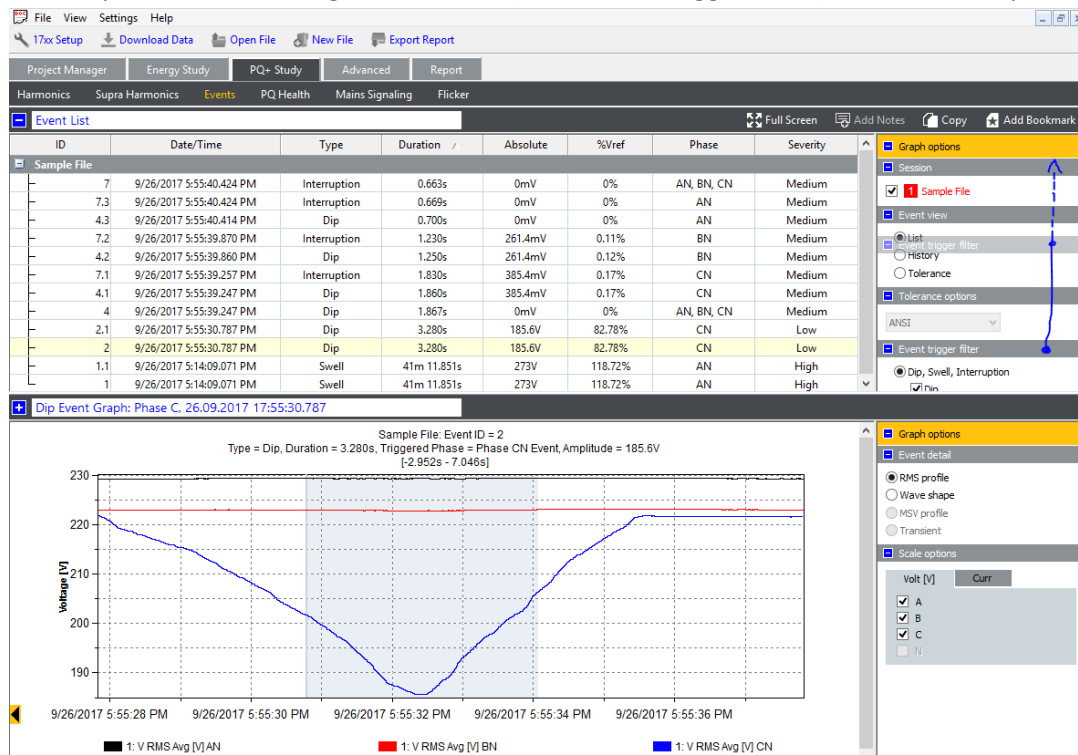 File View Settings Help
17xx Setup Download Data Open File New File Export Report
Project Manager Energy Study PQ+ Study Advanced Report
Harmonics Supra Harmonics Events PQ Health Mains Signaling Flicker
Event List Full Screen Add Notes Copy Add Bookmark
ID Date/Time Type Duration Absolute %Vref Phase Severity
Sample File
7 9/26/2017 5:55:40.424 PM Interruption 0.663s 0mV 0% AN, BN, CN Medium
7.3 9/26/2017 5:55:40.424 PM Interruption 0.669s 0mV 0% AN Medium
4.3 9/26/2017 5:55:40.414 PM Dip 0.700s 0mV 0% AN Medium
7.2 9/26/2017 5:55:39.870 PM Interruption 1.230s 261.4mV 0.11% BN Medium
4.2 9/26/2017 5:55:39.860 PM Dip 1.250s 261.4mV 0.12% BN Medium
7.1 9/26/2017 5:55:39.257 PM Interruption 1.830s 385.4mV 0.17% CN Medium
4.1 9/26/2017 5:55:39.247 PM Dip 1.860s 385.4mV 0.17% CN Medium
4 9/26/2017 5:55:39.247 PM Dip 1.867s 0mV 0% AN, BN, CN Medium
2.1 9/26/2017 5:55:30.787 PM Dip 3.280s 185.6V 82.78% CN Low
2 9/26/2017 5:55:30.787 PM Dip 3.280s 185.6V 82.78% CN Low
1.1 9/26/2017 5:14:09.071 PM Swell 41m 11.851s 273V 118.72% AN High
1 9/26/2017 5:14:09.071 PM Swell 41m 11.851s 273V 118.72% AN High
Graph options
Session
1 Sample File
Event view
List
Event trigger filter
History
Tolerance
Tolerance options
ANSI
Event trigger filter
Dip, Swell, Interruption
Dip
Dip Event Graph: Phase C, 26.09.2017 17:55:30.787
Sample File: Event ID = 2
Type = Dip, Duration = 3.280s, Triggered Phase = Phase CN Event, Amplitude = 185.6V
[-2.952s - 7.046s]
Voltage [V]
230
220
210
200
190
9/26/2017 5:55:28 PM 9/26/2017 5:55:30 PM 9/26/2017 5:55:32 PM 9/26/2017 5:55:34 PM 9/26/2017 5:55:36 PM
1: V RMS Avg [V] AN 1: V RMS Avg [V] BN 1: V RMS Avg [V] CN
Graph options
Event detail
RMS profile
Wave shape
MSV profile
Transient
Scale options
Volt [V] Curr
A
B
C
N